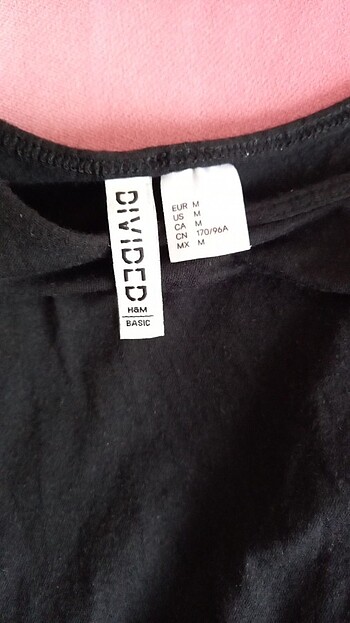 DIVIDED
H&M
BASIC
EUR M
US M
CA M
CN 170/96A
MX M